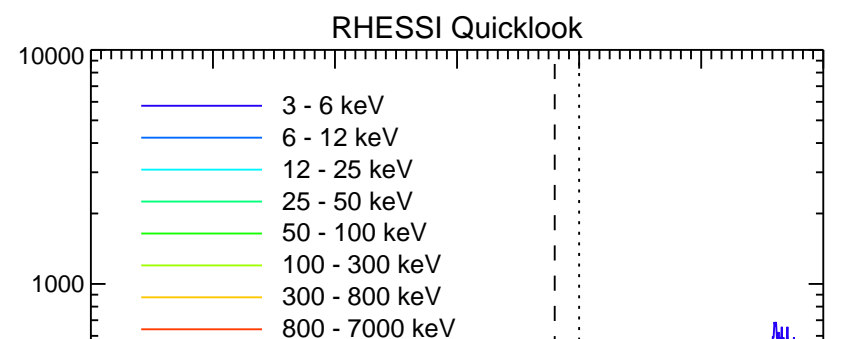 RHESSI Quicklook
10000
3 - 6 keV
6 - 12 keV
12 - 25 keV
25 - 50 keV
50 - 100 keV
100 - 300 keV
1000
300 - 800 keV
800 - 7000 keV